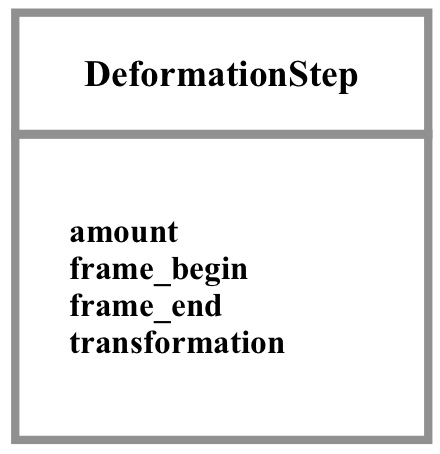 DeformationStep
amount
frame_begin
frame_end
transformation